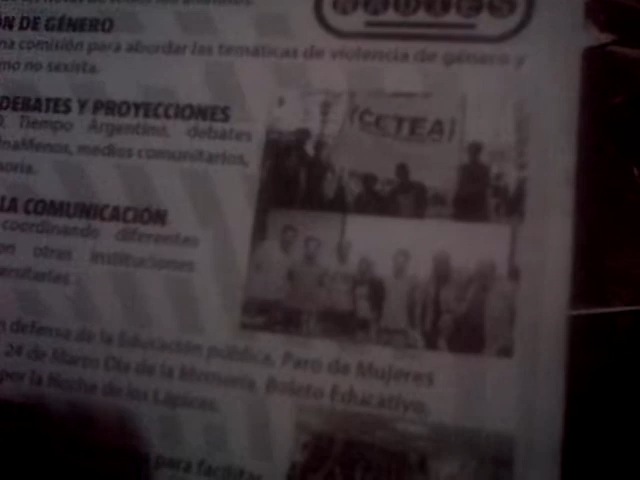 ÓN DE GÉNERO
na comisión para abordar las temáticas de violencia de género y
mo no sexista.
DEBATES Y PROYECCIONES
Tiempo Argentino, debates
medios comunitarios,
(CCTEA)
LA COMUNICACIÓN
coordinando diferentes
on otras instituciones
defensa de la Educación pública, Paro de Mujeres
24 de Marzo Día de la Memoria, Boleto Educativo,
por la Noche de los Lápices.
para facilitar